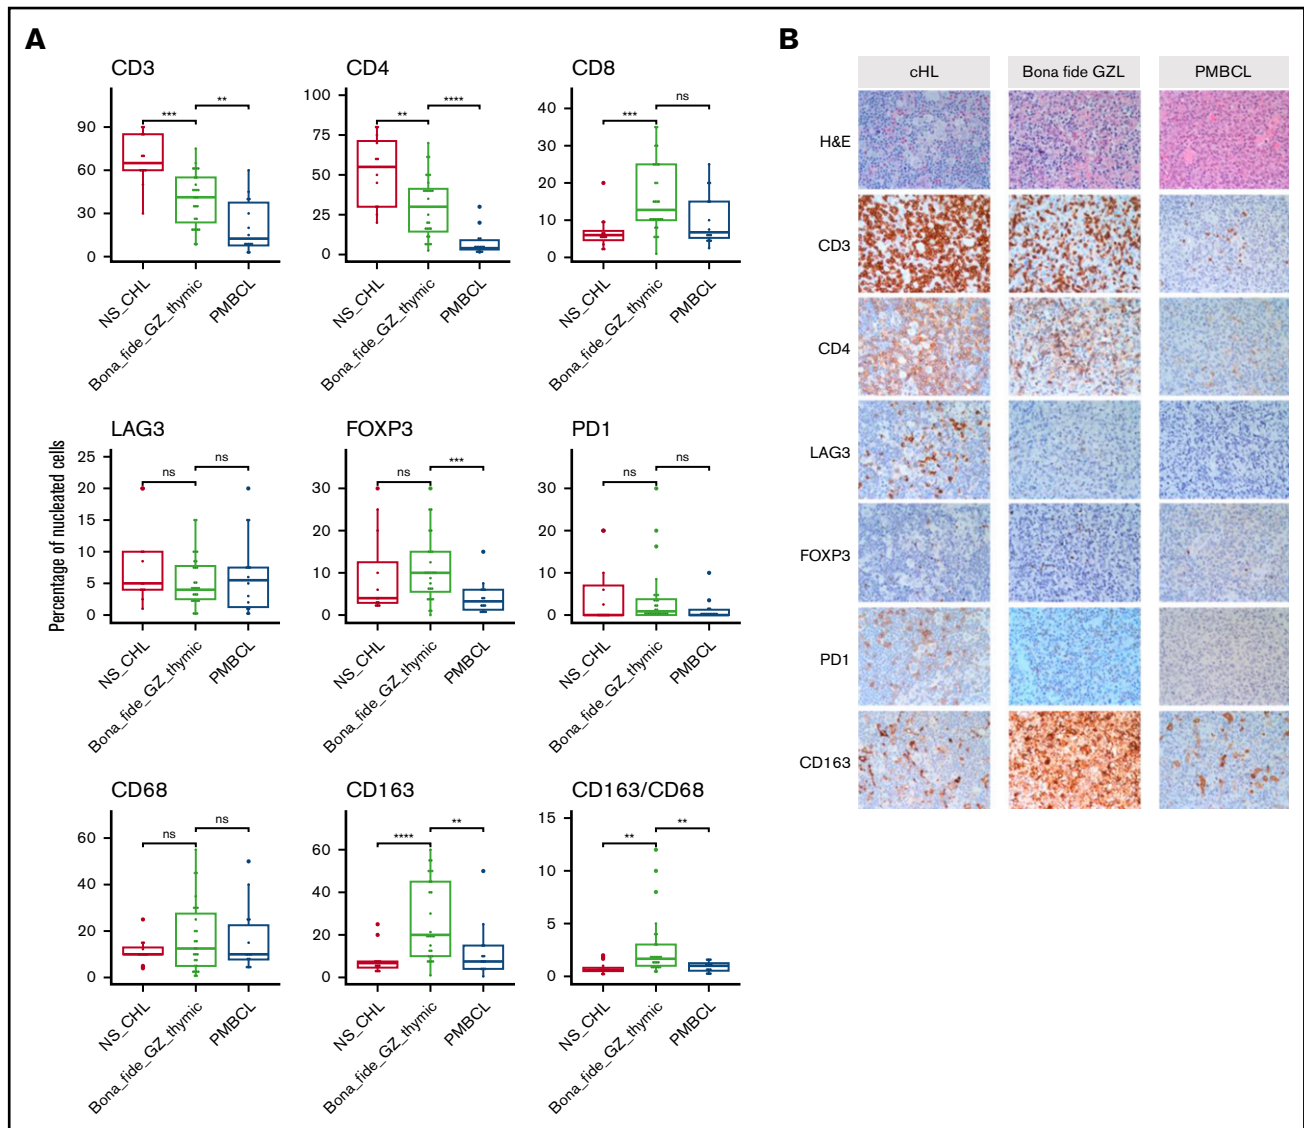 A
CD3
90
60
30
0
***
**
NS_CHL
Bona_fide_GZ_thymic
PMBCL
CD4
100
75
50
25
0
**
****
NS_CHL
Bona_fide_GZ_thymic
PMBCL
CD8
40
30
20
10
0
***
ns
NS_CHL
Bona_fide_GZ_thymic
PMBCL
Percentage of nucleated cells
LAG3
25
20
15
10
5
0
ns
ns
NS_CHL
Bona_fide_GZ_thymic
PMBCL
FOXP3
30
20
10
0
ns
***
NS_CHL
Bona_fide_GZ_thymic
PMBCL
PD1
30
20
10
0
ns
ns
NS_CHL
Bona_fide_GZ_thymic
PMBCL
CD68
60
40
20
0
ns
ns
NS_CHL
Bona_fide_GZ_thymic
PMBCL
CD163
60
40
20
0
****
**
NS_CHL
Bona_fide_GZ_thymic
PMBCL
CD163/CD68
15
10
5
0
**
**
NS_CHL
Bona_fide_GZ_thymic
PMBCL
B
cHL
Bona fide GZL
PMBCL
H&E
CD3
CD4
LAG3
FOXP3
PD1
CD163